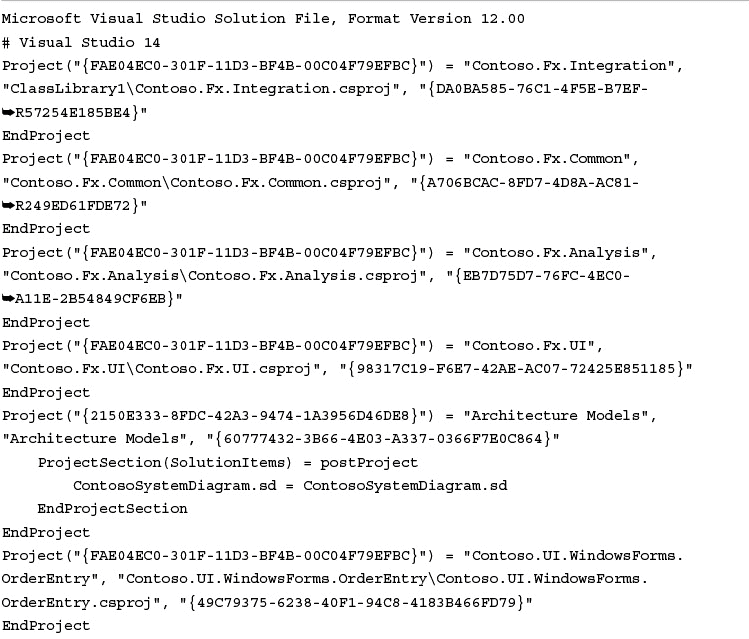 Microsoft Visual Studio Solution File, Format Version 12.00
# Visual Studio 14
Project("{FAE04EC0-301F-11D3-BF4B-00C04F79EFBC}") = "Contoso.Fx.Integration",
"ClassLibrary1\Contoso.Fx.Integration.csproj", "{DA0BA585-76C1-4F5E-B7EF-
➥R57254E185BE4}"
EndProject
Project("{FAE04EC0-301F-11D3-BF4B-00C04F79EFBC}") = "Contoso.Fx.Common",
"Contoso.Fx.Common\Contoso.Fx.Common.csproj", "{A706BCAC-8FD7-4D8A-AC81-
➥R249ED61FDE72}"
EndProject
Project("{FAE04EC0-301F-11D3-BF4B-00C04F79EFBC}") = "Contoso.Fx.Analysis",
"Contoso.Fx.Analysis\Contoso.Fx.Analysis.csproj", "{EB7D75D7-76FC-4EC0-
➥A11E-2B54849CF6EB}"
EndProject
Project("{FAE04EC0-301F-11D3-BF4B-00C04F79EFBC}") = "Contoso.Fx.UI",
"Contoso.Fx.UI\Contoso.Fx.UI.csproj", "{98317C19-F6E7-42AE-AC07-72425E851185}"
EndProject
Project("{2150E333-8FDC-42A3-9474-1A3956D46DE8}") = "Architecture Models",
"Architecture Models", "{60777432-3B66-4E03-A337-0366F7E0C864}"
    ProjectSection(SolutionItems) = postProject
        ContosoSystemDiagram.sd = ContosoSystemDiagram.sd
    EndProjectSection
EndProject
Project("{FAE04EC0-301F-11D3-BF4B-00C04F79EFBC}") = "Contoso.UI.WindowsForms.
OrderEntry", "Contoso.UI.WindowsForms.OrderEntry\Contoso.UI.WindowsForms.
OrderEntry.csproj", "{49C79375-6238-40F1-94C8-4183B466FD79}"
EndProject